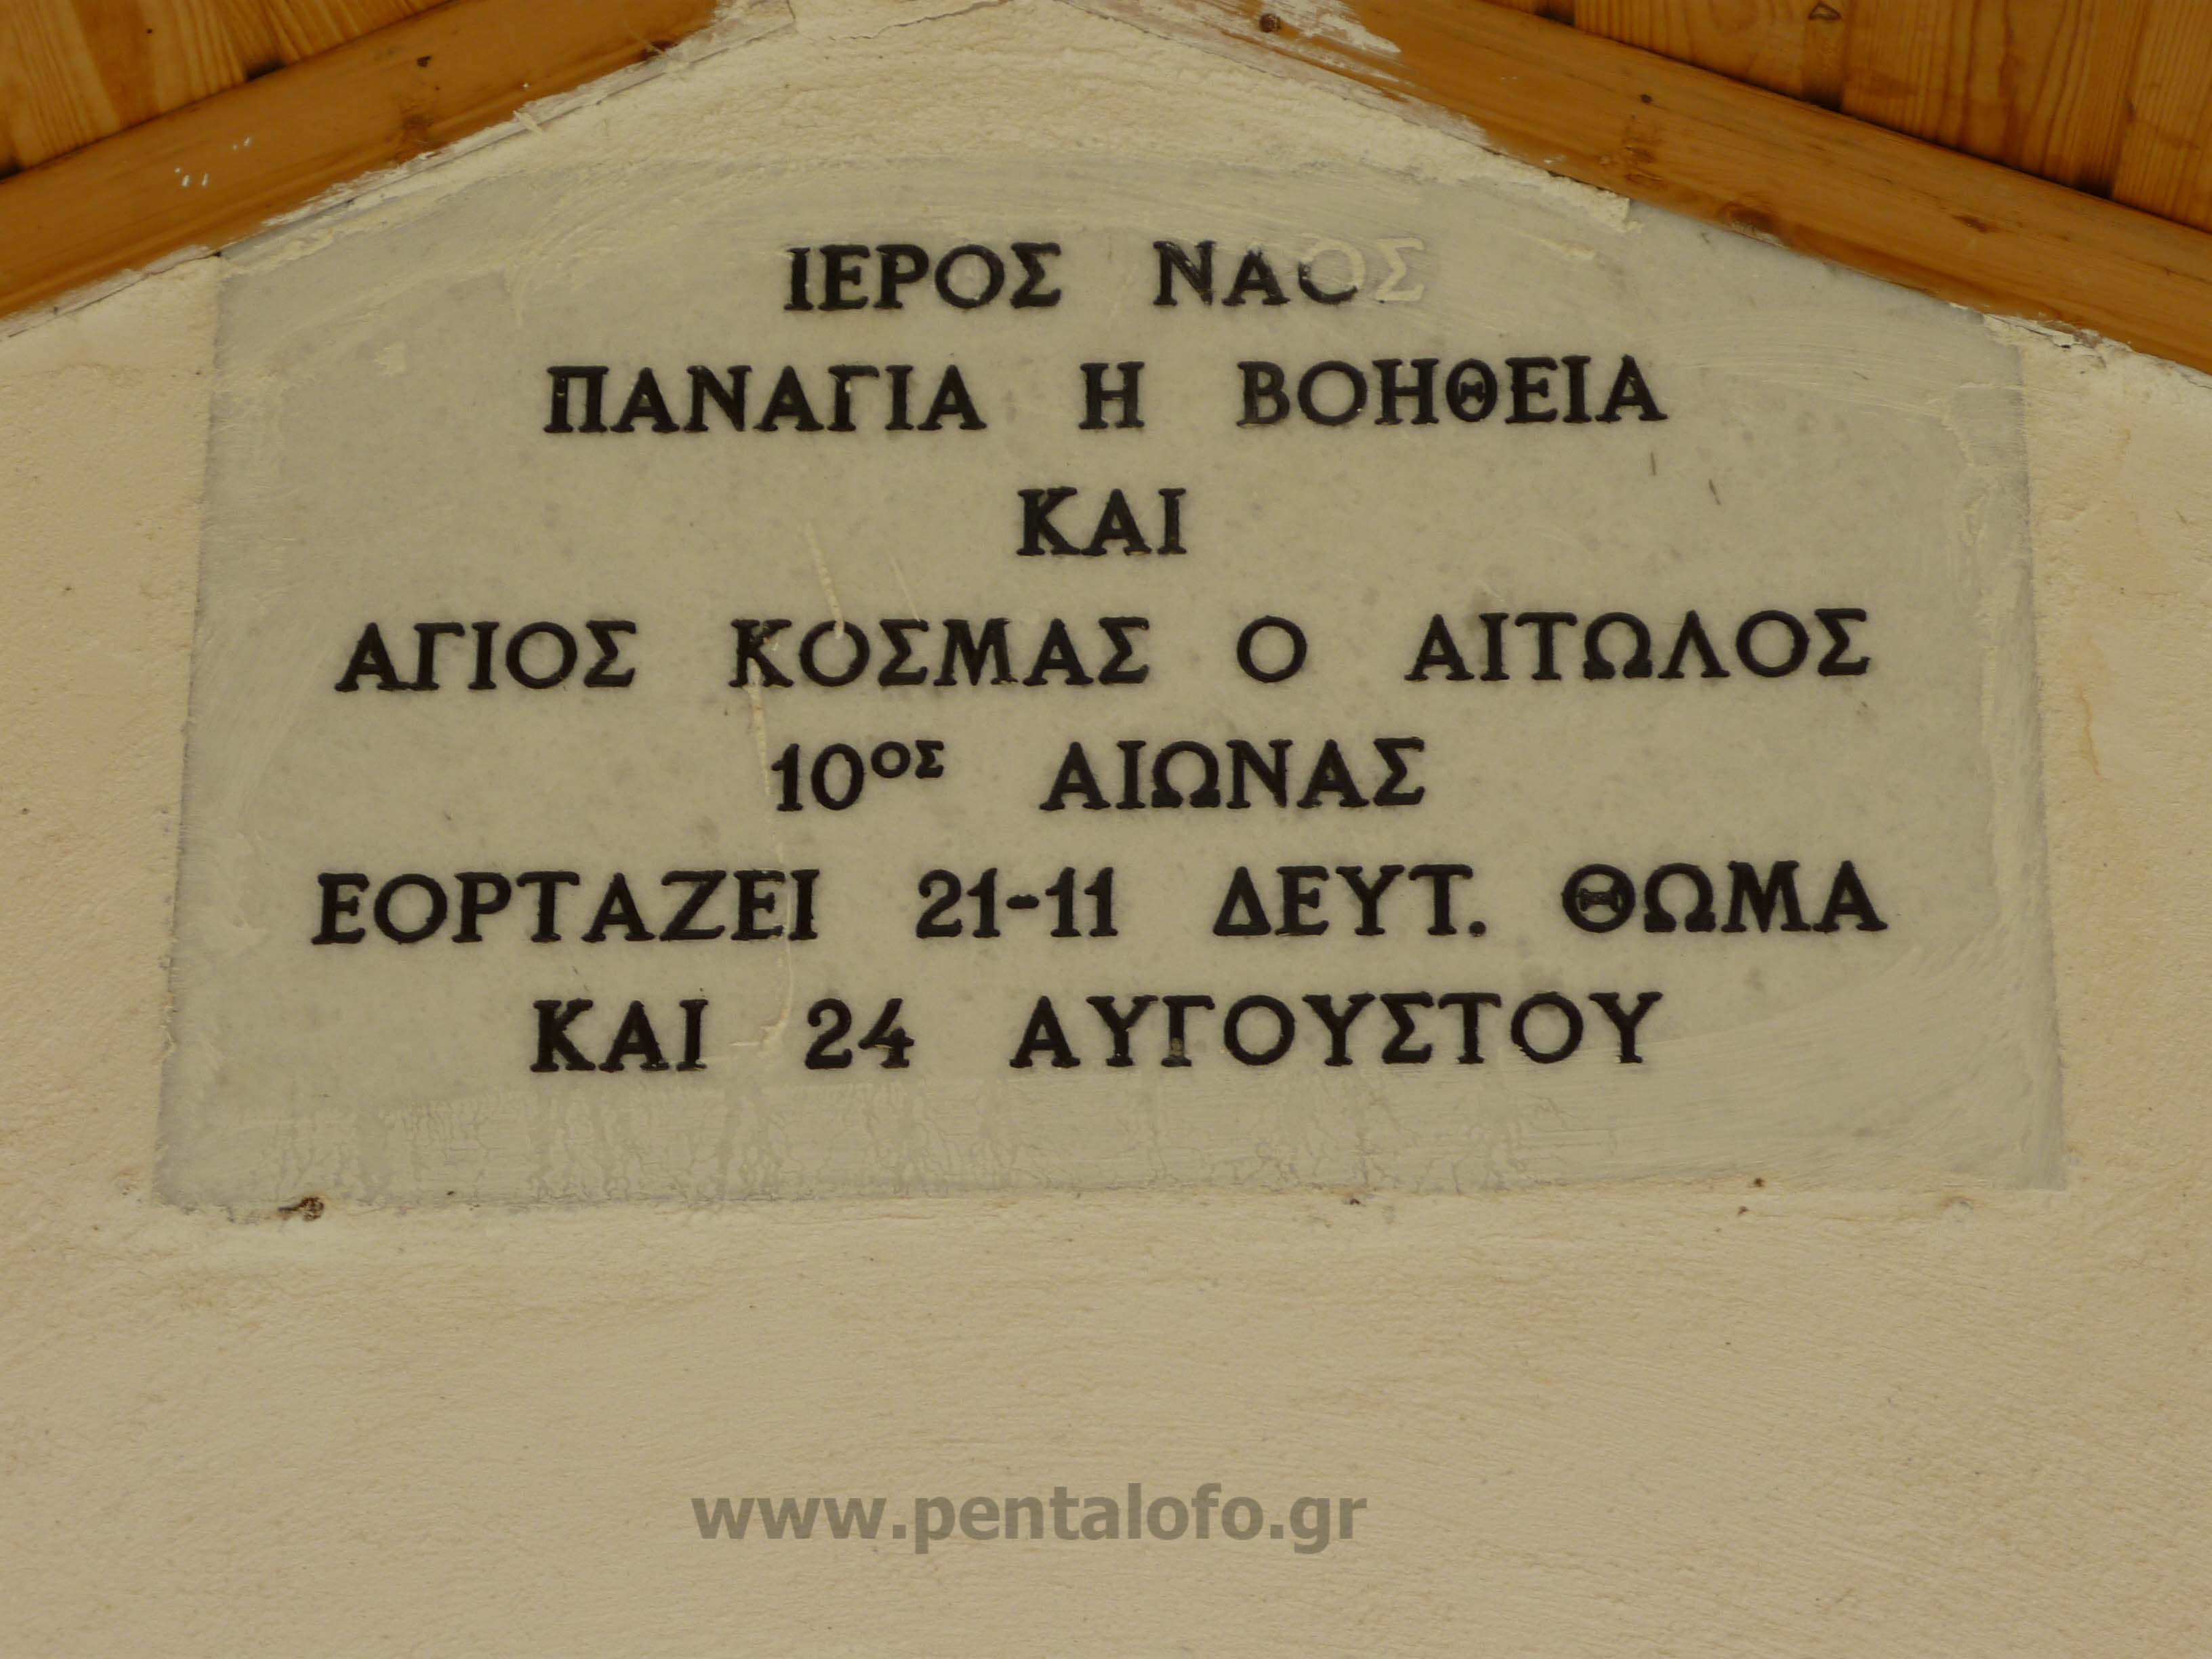 ΙΕΡΟΣ ΝΑΟΣ
ΠΑΝΑΓΙΑ Η ΒΟΗΘΕΙΑ
ΚΑΙ
ΑΓΙΟΣ ΚΟΣΜΑΣ Ο ΑΙΤΩΛΟΣ
10ΟΣ ΑΙΩΝΑΣ
ΕΟΡΤΑΖΕΙ 21-11 ΔΕΥΤ. ΘΩΜΑ
ΚΑΙ 24 ΑΥΓΟΥΣΤΟΥ
www.pentalofo.gr